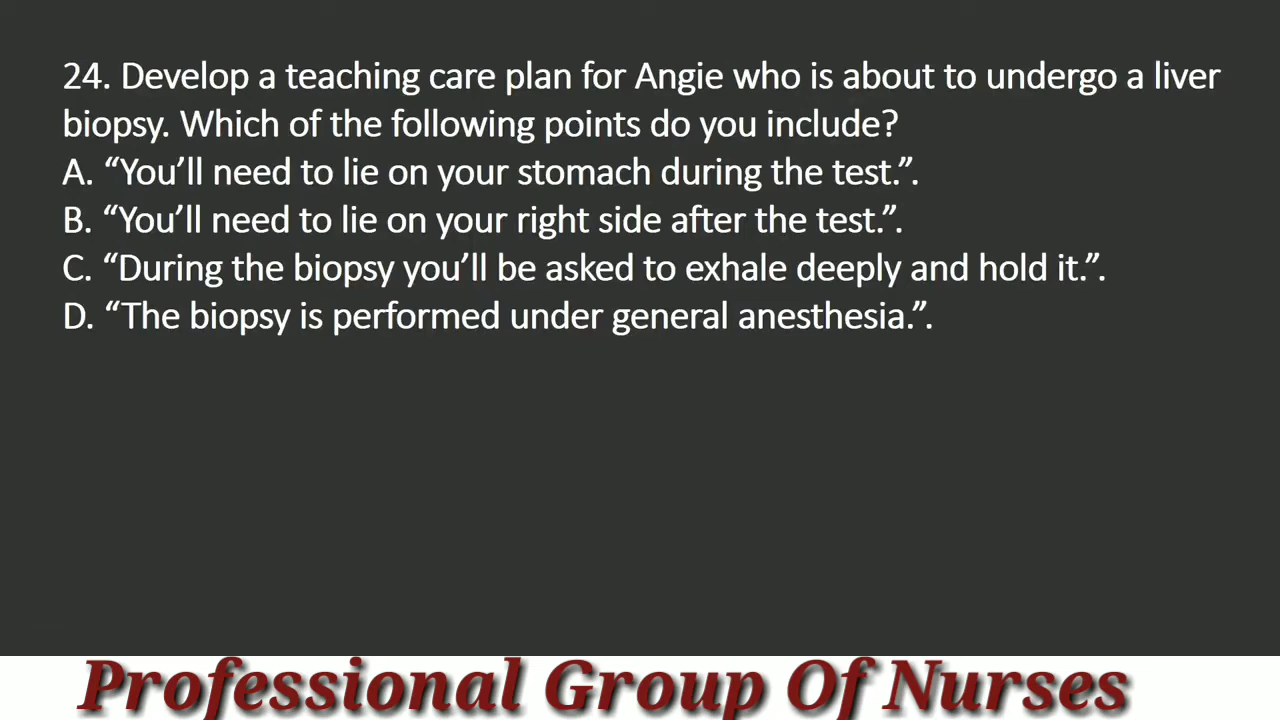 24. Develop a teaching care plan for Angie who is about to undergo a liver
biopsy. Which of the following points do you include?
A. “You’ll need to lie on your stomach during the test.”.
B. “You’ll need to lie on your right side after the test.”.
C. “During the biopsy you’ll be asked to exhale deeply and hold it.”.
D. “The biopsy is performed under general anesthesia.”.
Professional Group Of Nurses